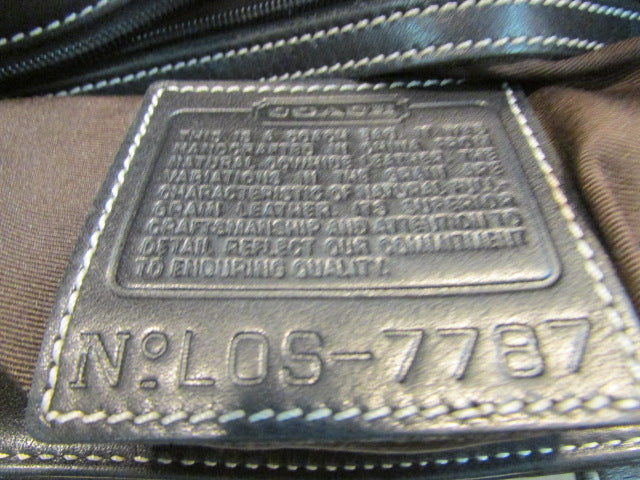 COACH
THIS IS A COACH BAG. IT WAS
HANDCRAFTED IN CHINA FROM
NATURAL COWHIDE LEATHER. THE
VARIATIONS IN THE GRAIN ARE
CHARACTERISTIC OF NATURAL FULL-
GRAIN LEATHER. ITS SUPERIOR
CRAFTSMANSHIP AND ATTENTION TO
DETAIL REFLECT OUR COMMITMENT
TO ENDURING QUALITY.
No. LOS-7787